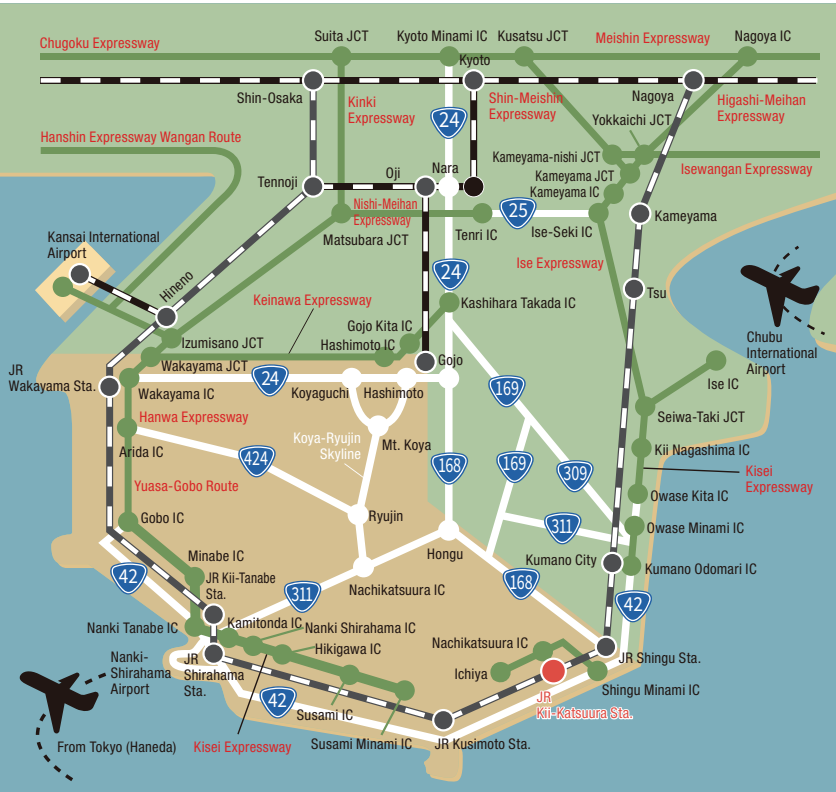 Suita JCT
Kyoto Minami IC
Kusatsu JCT
Nagoya IC
Chugoku Expressway
Meishin Expressway
Kyoto
Shin-Osaka
Kinki
Expressway
24
Shin-Meishin
Expressway
Nagoya
Higashi-Meihan
Expressway
Yokkaichi JCT
Hanshin Expressway Wangan Route
Kameyama-nishi JCT
Isewangan Expressway
Oji
Nara
Kameyama JCT
Kameyama IC
Tennoji
Nishi-Meihan
Expressway
25
Kameyama
Matsubara JCT
Tenri IC
Ise-Seki IC
Kansai International
Airport
24
Ise Expressway
Hineno
Tsu
Keinawa Expressway
Kashihara Takada IC
Gojo Kita IC
Hashimoto IC
Izumisano JCT
Chubu
International
Airport
JR
Wakayama Sta.
Wakayama JCT
Gojo
Ise IC
Wakayama IC
24
Koyaguchi
Hashimoto
169
Seiwa-Taki JCT
Hanwa Expressway
Koya-Ryujin
Skyline
Mt. Koya
Arida IC
424
168
169
309
Kii Nagashima IC
Kisei
Expressway
Yuasa-Gobo Route
Owase Kita IC
Gobo IC
Ryujin
311
Owase Minami IC
Minabe IC
Hongu
Kumano City
Kumano Odomari IC
42
JR Kii-Tanabe
Sta.
311
Nachikatsuura IC
168
42
Nanki Tanabe IC
Kamitonda IC
Nanki Shirahama IC
Nachikatsuura IC
Nanki-
Shirahama
Airport
JR
Shirahama
Sta.
Hikigawa IC
Ichiya
JR Shingu Sta.
42
Shingu Minami IC
JR
Kii-Katsuura Sta.
Susami IC
From Tokyo (Haneda)
Kisei Expressway
Susami Minami IC
JR Kusimoto Sta.